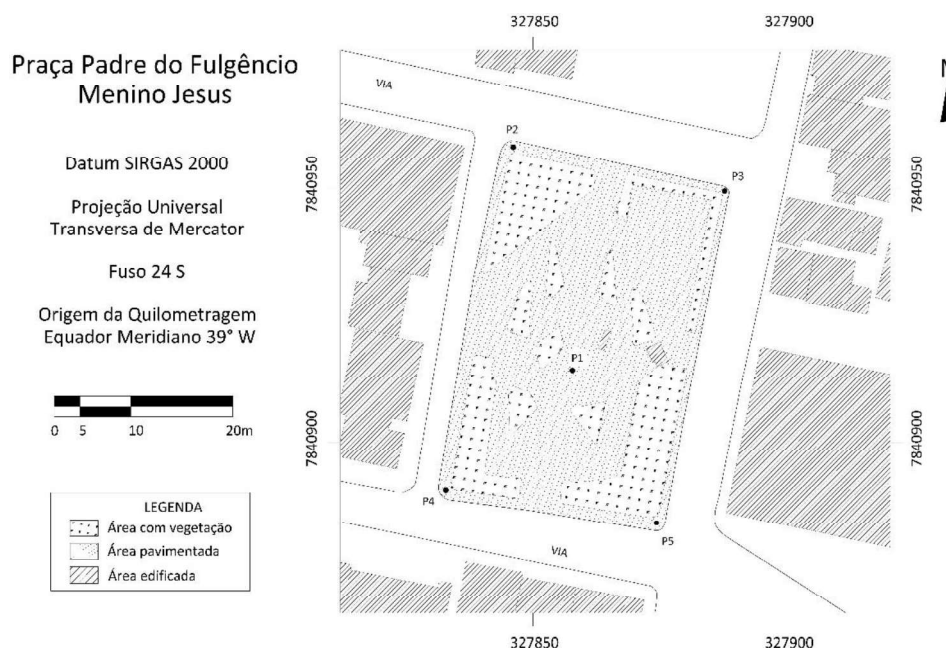 Praça Padre do Fulgêncio
Menino Jesus
Datum SIRGAS 2000
Projeção Universal
Transversa de Mercator
Fuso 24 S
Origem da Quilometragem
Equador Meridiano 39° W
0 5 10 20m
LEGENDA
Área com vegetação
Área pavimentada
Área edificada
327850 327900
7840950
7840900
VIA
P2
P3
P1
P4
P5
VIA
7840950
7840900
327850 327900